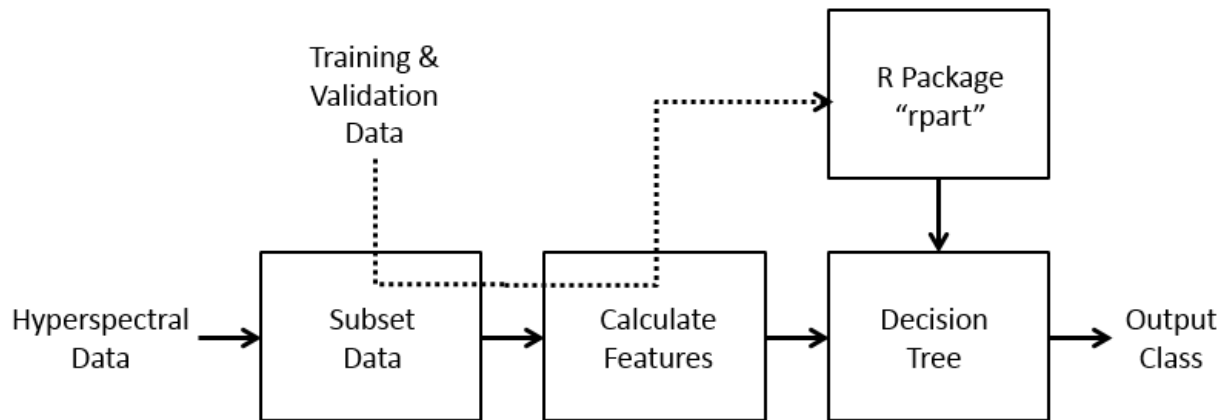 Training &
Validation
Data
R Package
“rpart”
Hyperspectral
Data
Subset
Data
Calculate
Features
Decision
Tree
Output
Class